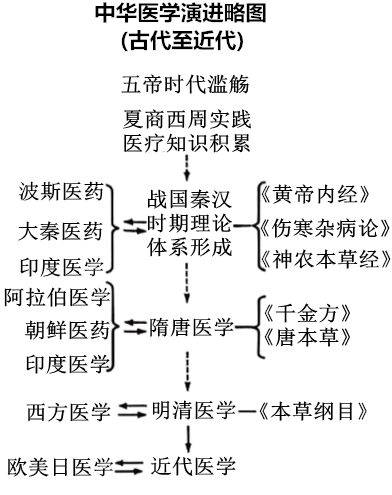 中华医学演进略图
(古代至近代)
五帝时代滥觞
夏商西周实践
医疗知识积累
波斯医药
大秦医药
印度医学
战国秦汉
时期理论
体系形成
《黄帝内经》
《伤寒杂病论》
《神农本草经》
阿拉伯医学
朝鲜医药
印度医学
隋唐医学
《千金方》
《唐本草》
西方医学
明清医学
《本草纲目》
欧美日医学
近代医学